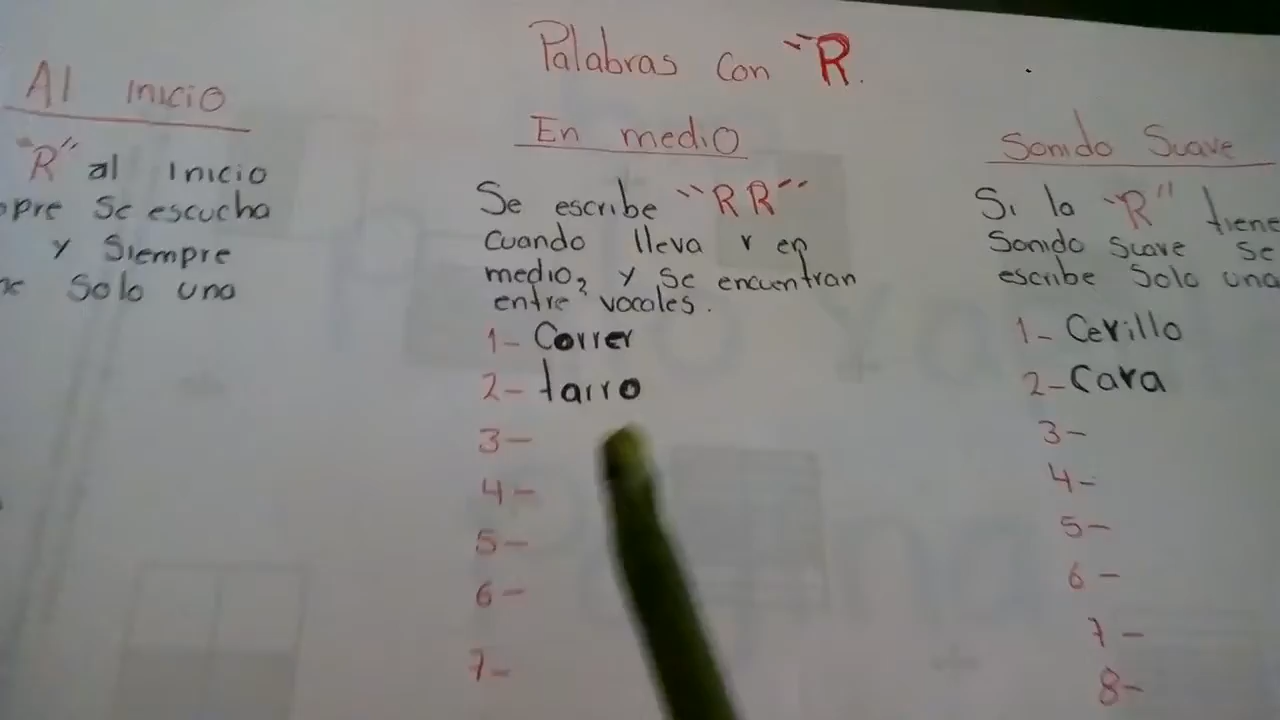 Palabras con "R.
Al Inicio
"R" al Inicio
Se escucha
y Siempre
Solo una
En medio
Se escribe "RR"
Cuando lleva r en
medio, y se encuentran
entre vocales.
1- Correr
2- tarro
3-
4-
5-
6-
7-
Sonido Suave
Si la "R" tiene
Sonido Suave Se
escribe Solo una
1- Cerillo
2- Cara
3-
4-
5-
6-
7-
8-